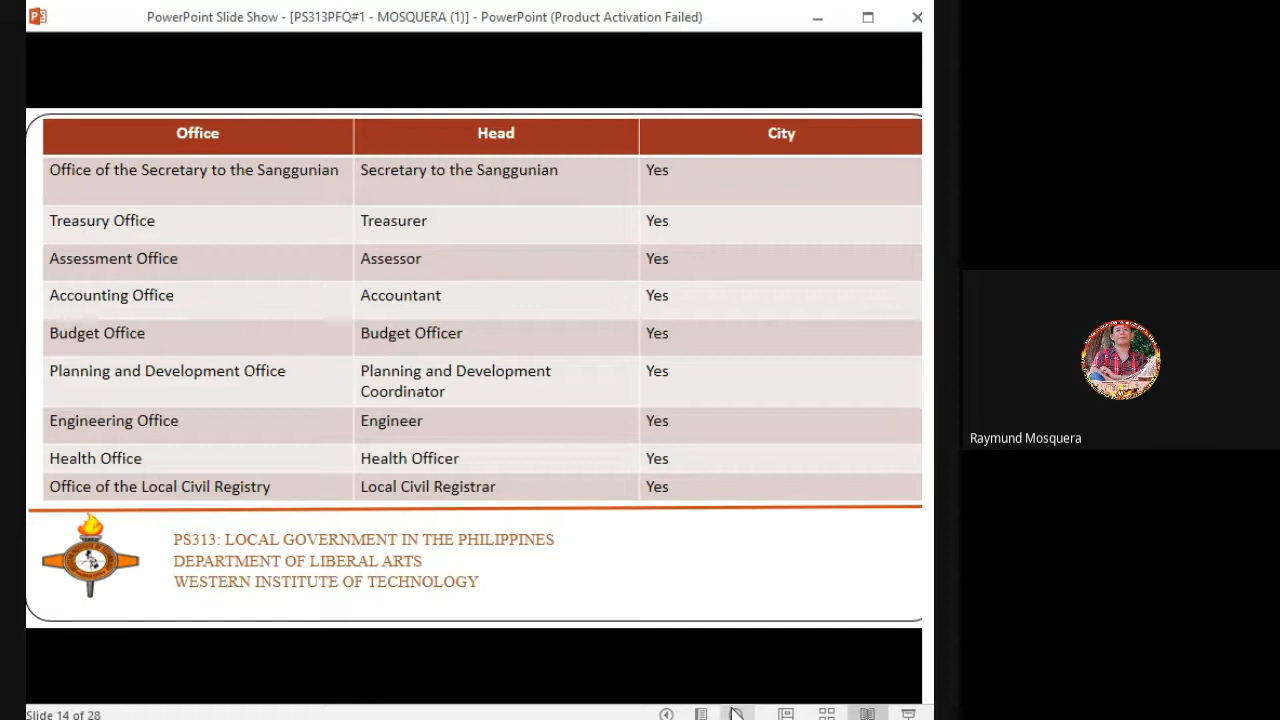 PowerPoint Slide Show - [PS313PFQ#1 - MOSQUERA (1)] - PowerPoint (Product Activation Failed)
Office Head City
Office of the Secretary to the Sanggunian Secretary to the Sanggunian Yes
Treasury Office Treasurer Yes
Assessment Office Assessor Yes
Accounting Office Accountant Yes
Budget Office Budget Officer Yes
Planning and Development Office Planning and Development Yes
Coordinator
Engineering Office Engineer Yes
Health Office Health Officer Yes
Office of the Local Civil Registry Local Civil Registrar Yes
PS313: LOCAL GOVERNMENT IN THE PHILIPPINES
DEPARTMENT OF LIBERAL ARTS
WESTERN INSTITUTE OF TECHNOLOGY
Raymund Mosquera
Slide 14 of 28